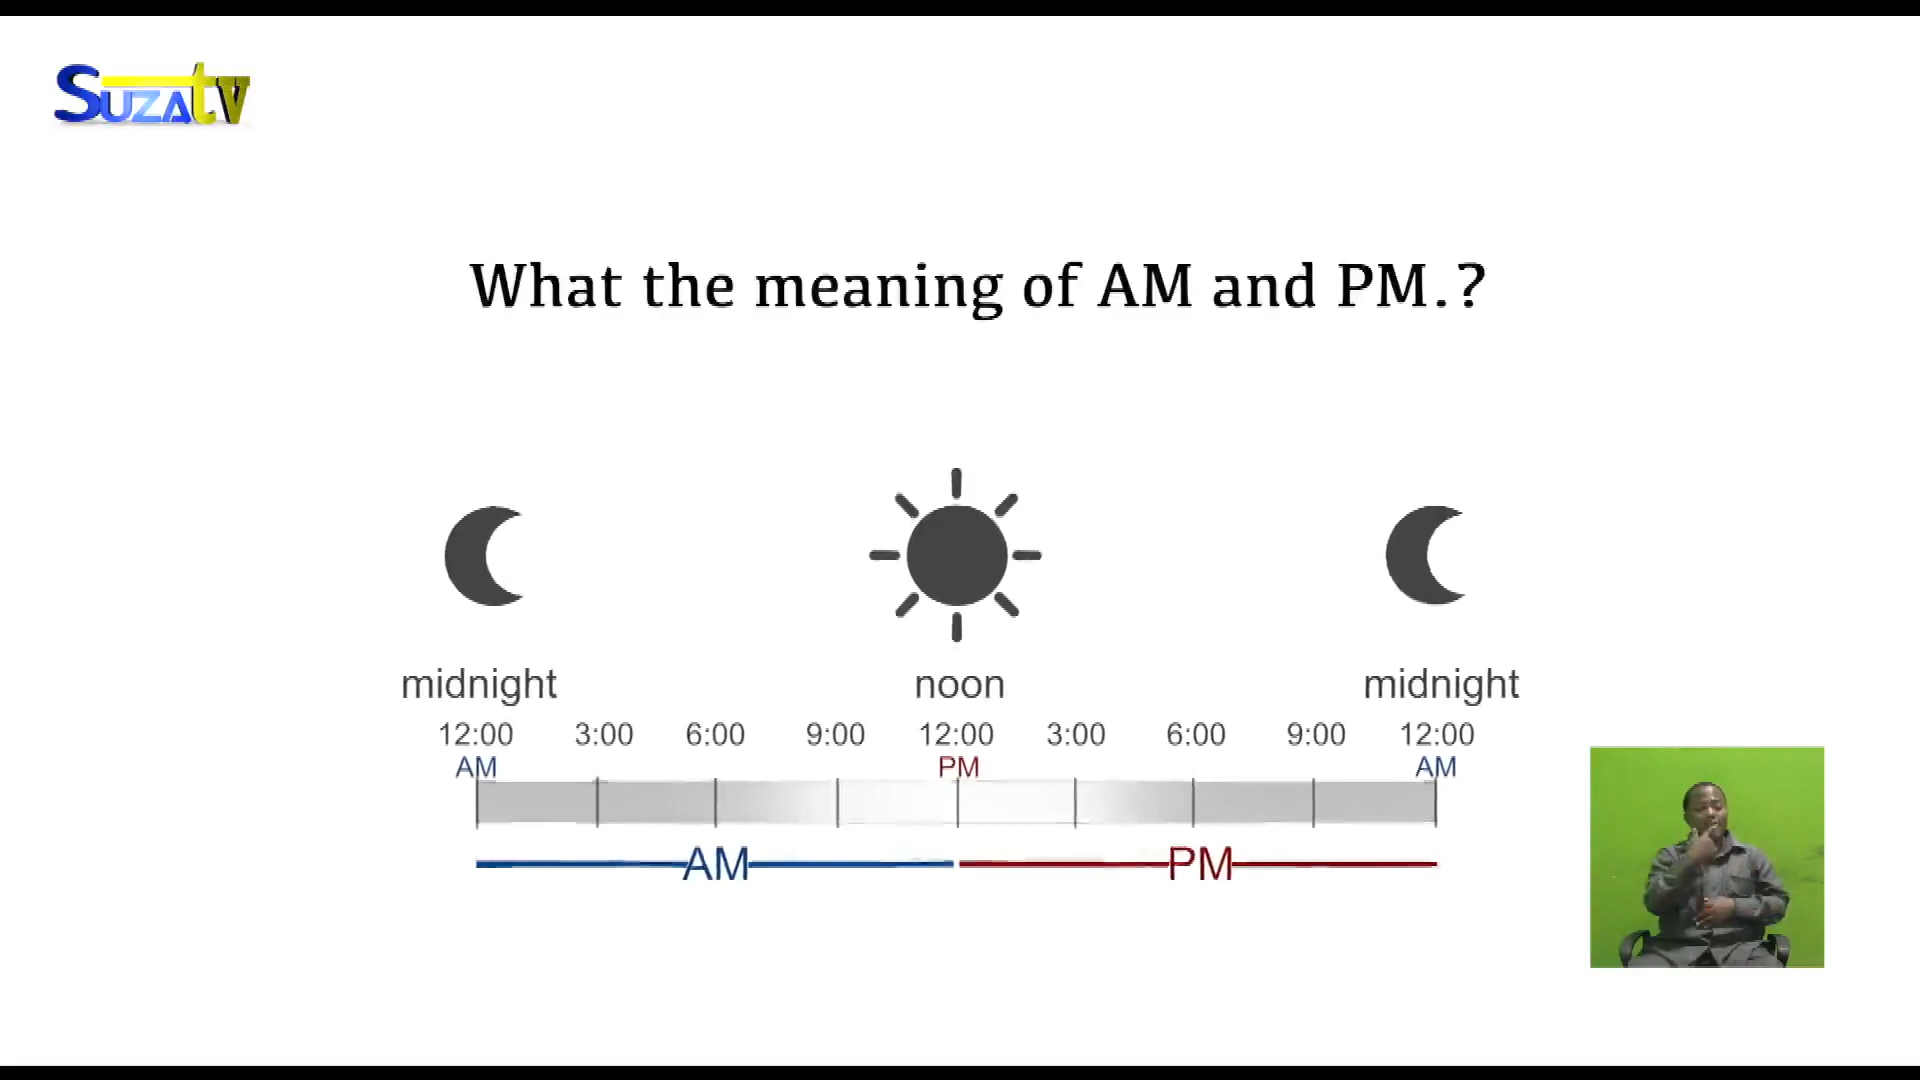 SUZAtv
What the meaning of AM and PM.?
midnight noon midnight
12:00 3:00 6:00 9:00 12:00 3:00 6:00 9:00 12:00
AM PM AM
AM PM